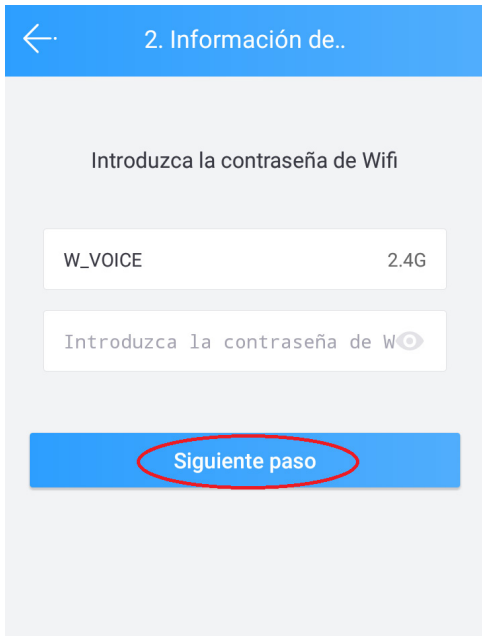 2. Información de..
Introduzca la contraseña de Wifi
W_VOICE 2.4G
Introduzca la contraseña de W
Siguiente paso